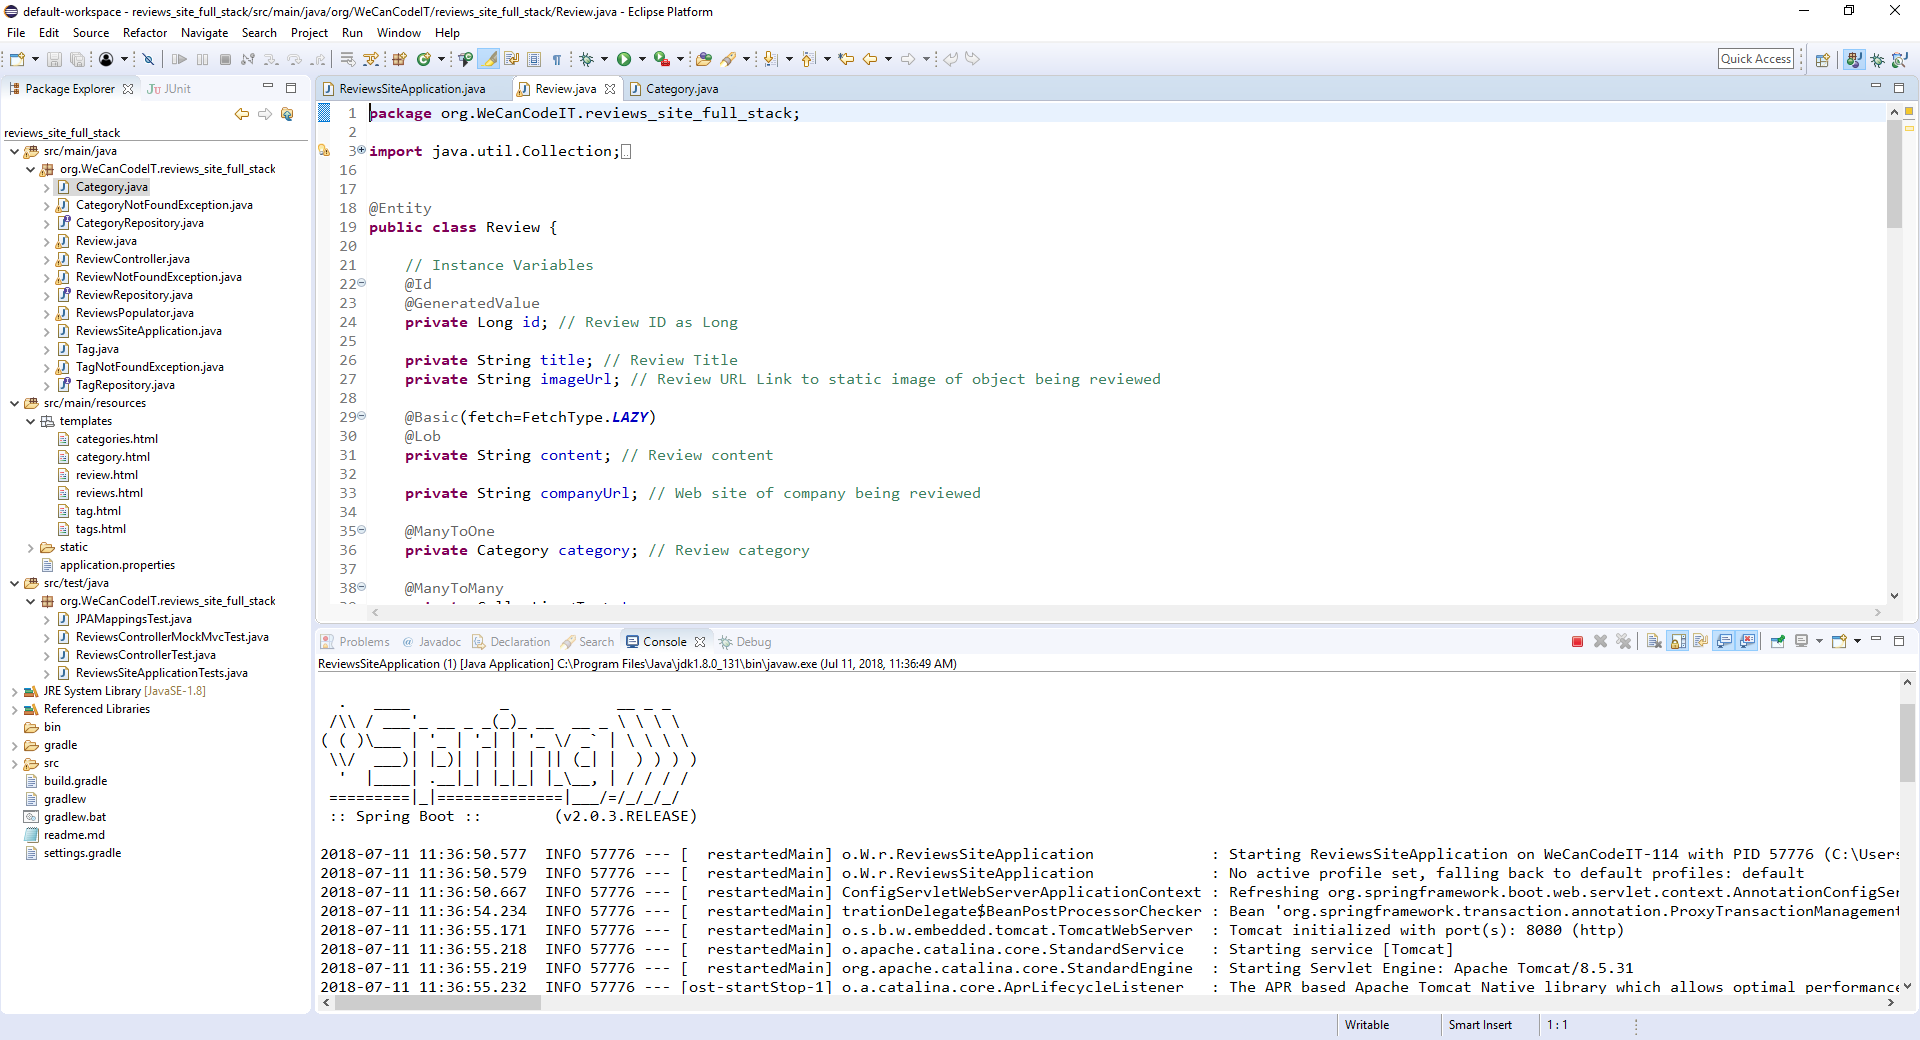 default-workspace - reviews_site_full_stack/src/main/java/org/WeCanCodeIT/reviews_site_full_stack/Review.java - Eclipse Platform
File Edit Source Refactor Navigate Search Project Run Window Help
Quick Access
Package Explorer
JUnit
reviews_site_full_stack
src/main/java
org.WeCanCodeIT.reviews_site_full_stack
Category.java
CategoryNotFoundException.java
CategoryRepository.java
Review.java
ReviewController.java
ReviewNotFoundException.java
ReviewRepository.java
ReviewsPopulator.java
ReviewsSiteApplication.java
Tag.java
TagNotFoundException.java
TagRepository.java
src/main/resources
templates
categories.html
category.html
review.html
reviews.html
tag.html
tags.html
static
application.properties
src/test/java
org.WeCanCodeIT.reviews_site_full_stack
JPAMappingsTest.java
ReviewsControllerMockMvcTest.java
ReviewsControllerTest.java
ReviewsSiteApplicationTests.java
JRE System Library [JavaSE-1.8]
Referenced Libraries
bin
gradle
src
build.gradle
gradlew
gradlew.bat
readme.md
settings.gradle
ReviewsSiteApplication.java Review.java Category.java
1 package org.WeCanCodeIT.reviews_site_full_stack;
2
3 import java.util.Collection;
16
17
18 @Entity
19 public class Review {
20
21 // Instance Variables
22 @Id
23 @GeneratedValue
24 private Long id; // Review ID as Long
25
26 private String title; // Review Title
27 private String imageUrl; // Review URL Link to static image of object being reviewed
28
29 @Basic(fetch=FetchType.LAZY)
30 @Lob
31 private String content; // Review content
32
33 private String companyUrl; // Web site of company being reviewed
34
35 @ManyToOne
36 private Category category; // Review category
37
38 @ManyToMany
Problems Javadoc Declaration Search Console Debug
ReviewsSiteApplication (1) [Java Application] C:\Program Files\Java\jdk1.8.0_131\bin\javaw.exe (Jul 11, 2018, 11:36:49 AM)
  .   ____          _            __ _ _
 /\\ / ___'_ __ _ _(_)_ __  __ _ \ \ \ \
( ( )\___ | '_ | '_| | '_ \/ _` | \ \ \ \
 \\/  ___)| |_)| | | | | || (_| |  ) ) ) )
  '  |____| .__|_| |_|_| |_\__, | / / / /
 =========|_|==============|___/=/_/_/_/
 :: Spring Boot ::        (v2.0.3.RELEASE)
2018-07-11 11:36:50.577  INFO 57776 --- [  restartedMain] o.W.r.ReviewsSiteApplication             : Starting ReviewsSiteApplication on WeCanCodeIT-114 with PID 57776 (C:\Users
2018-07-11 11:36:50.579  INFO 57776 --- [  restartedMain] o.W.r.ReviewsSiteApplication             : No active profile set, falling back to default profiles: default
2018-07-11 11:36:50.667  INFO 57776 --- [  restartedMain] ConfigServletWebServerApplicationContext : Refreshing org.springframework.boot.web.servlet.context.AnnotationConfigSer
2018-07-11 11:36:54.234  INFO 57776 --- [  restartedMain] trationDelegate$BeanPostProcessorChecker : Bean 'org.springframework.transaction.annotation.ProxyTransactionManagement
2018-07-11 11:36:55.171  INFO 57776 --- [  restartedMain] o.s.b.w.embedded.tomcat.TomcatWebServer  : Tomcat initialized with port(s): 8080 (http)
2018-07-11 11:36:55.218  INFO 57776 --- [  restartedMain] o.apache.catalina.core.StandardService   : Starting service [Tomcat]
2018-07-11 11:36:55.219  INFO 57776 --- [  restartedMain] org.apache.catalina.core.StandardEngine  : Starting Servlet Engine: Apache Tomcat/8.5.31
2018-07-11 11:36:55.232  INFO 57776 --- [ost-startStop-1] o.a.catalina.core.AprLifecycleListener   : The APR based Apache Tomcat Native library which allows optimal performance
Writable Smart Insert 1 : 1